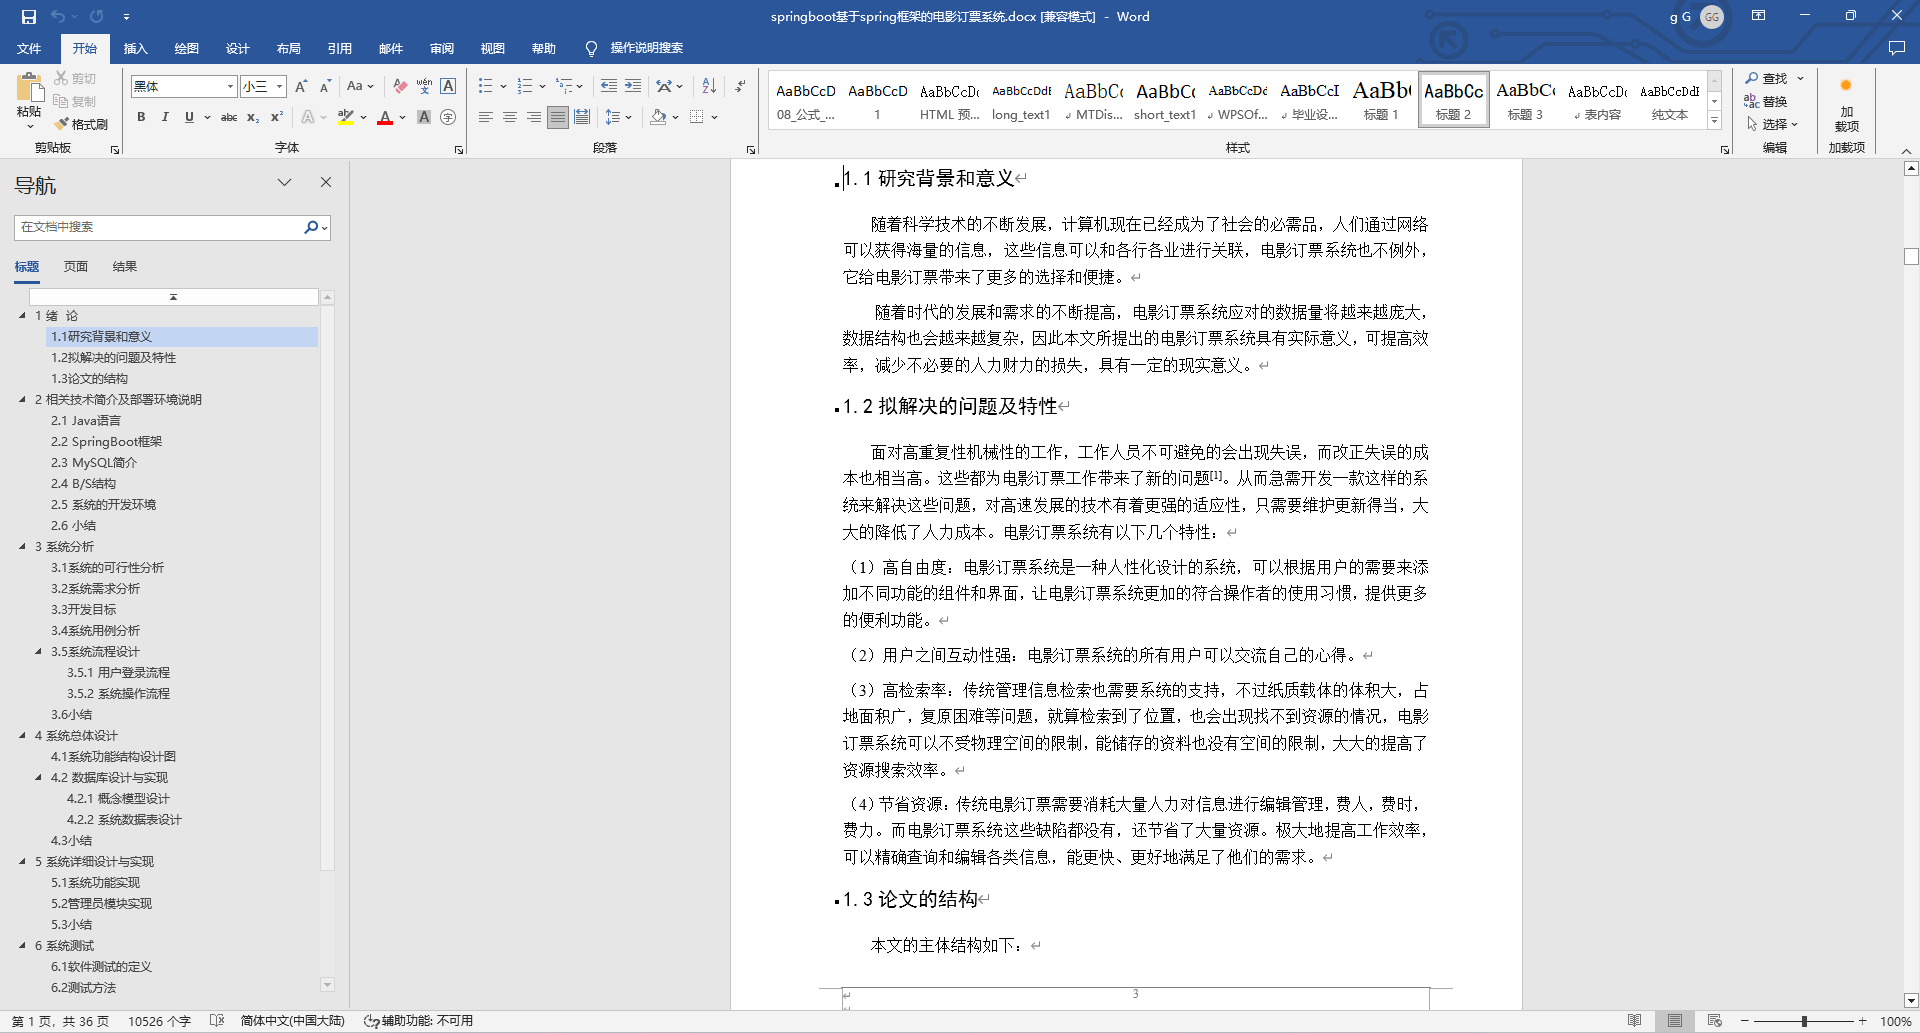 springboot基于spring框架的电影订票系统.docx [兼容模式] - Word
g G
GG
文件 开始 插入 绘图 设计 布局 引用 邮件 审阅 视图 帮助 操作说明搜索
粘贴
剪切
复制
格式刷
剪贴板
黑体 小三
字体
段落
AaBbCcD 08_公式_...
AaBbCcD 1
AaBbCcDc HTML 预...
AaBbCcDdE long_text1
AaBbCc MTDis...
AaBbCc short_text1
AaBbCcDd WPSOf...
AaBbCcI 毕业设...
AaBb 标题 1
AaBbCc 标题 2
AaBbCc 标题 3
AaBbCcDc 表内容
AaBbCcDdE 纯文本
样式
查找
替换
选择
编辑
加
载项
加载项
导航
在文档中搜索
标题 页面 结果
1 绪 论
1.1研究背景和意义
1.2拟解决的问题及特性
1.3论文的结构
2 相关技术简介及部署环境说明
2.1 Java语言
2.2 SpringBoot框架
2.3 MySQL简介
2.4 B/S结构
2.5 系统的开发环境
2.6 小结
3 系统分析
3.1系统的可行性分析
3.2系统需求分析
3.3开发目标
3.4系统用例分析
3.5系统流程设计
3.5.1 用户登录流程
3.5.2 系统操作流程
3.6小结
4 系统总体设计
4.1系统功能结构设计图
4.2 数据库设计与实现
4.2.1 概念模型设计
4.2.2 系统数据表设计
4.3小结
5 系统详细设计与实现
5.1系统功能实现
5.2管理员模块实现
5.3小结
6 系统测试
6.1软件测试的定义
6.2测试方法
1.1 研究背景和意义
随着科学技术的不断发展，计算机现在已经成为了社会的必需品，人们通过网络
可以获得海量的信息，这些信息可以和各行各业进行关联，电影订票系统也不例外，
它给电影订票带来了更多的选择和便捷。
随着时代的发展和需求的不断提高，电影订票系统应对的数据量将越来越庞大，
数据结构也会越来越复杂，因此本文所提出的电影订票系统具有实际意义，可提高效
率，减少不必要的人力财力的损失，具有一定的现实意义。
1.2 拟解决的问题及特性
面对高重复性机械性的工作，工作人员不可避免的会出现失误，而改正失误的成
本也相当高。这些都为电影订票工作带来了新的问题[1]。从而急需开发一款这样的系
统来解决这些问题，对高速发展的技术有着更强的适应性，只需要维护更新得当，大
大的降低了人力成本。电影订票系统有以下几个特性：
（1）高自由度：电影订票系统是一种人性化设计的系统，可以根据用户的需要来添
加不同功能的组件和界面，让电影订票系统更加的符合操作者的使用习惯，提供更多
的便利功能。
（2）用户之间互动性强：电影订票系统的所有用户可以交流自己的心得。
（3）高检索率：传统管理信息检索也需要系统的支持，不过纸质载体的体积大，占
地面积广，复原困难等问题，就算检索到了位置，也会出现找不到资源的情况，电影
订票系统可以不受物理空间的限制，能储存的资料也没有空间的限制，大大的提高了
资源搜索效率。
（4）节省资源：传统电影订票需要消耗大量人力对信息进行编辑管理，费人，费时，
费力。而电影订票系统这些缺陷都没有，还节省了大量资源。极大地提高工作效率，
可以精确查询和编辑各类信息，能更快、更好地满足了他们的需求。
1.3 论文的结构
本文的主体结构如下：
3
第 1 页，共 36 页 10526 个字 简体中文(中国大陆) 辅助功能: 不可用 100%